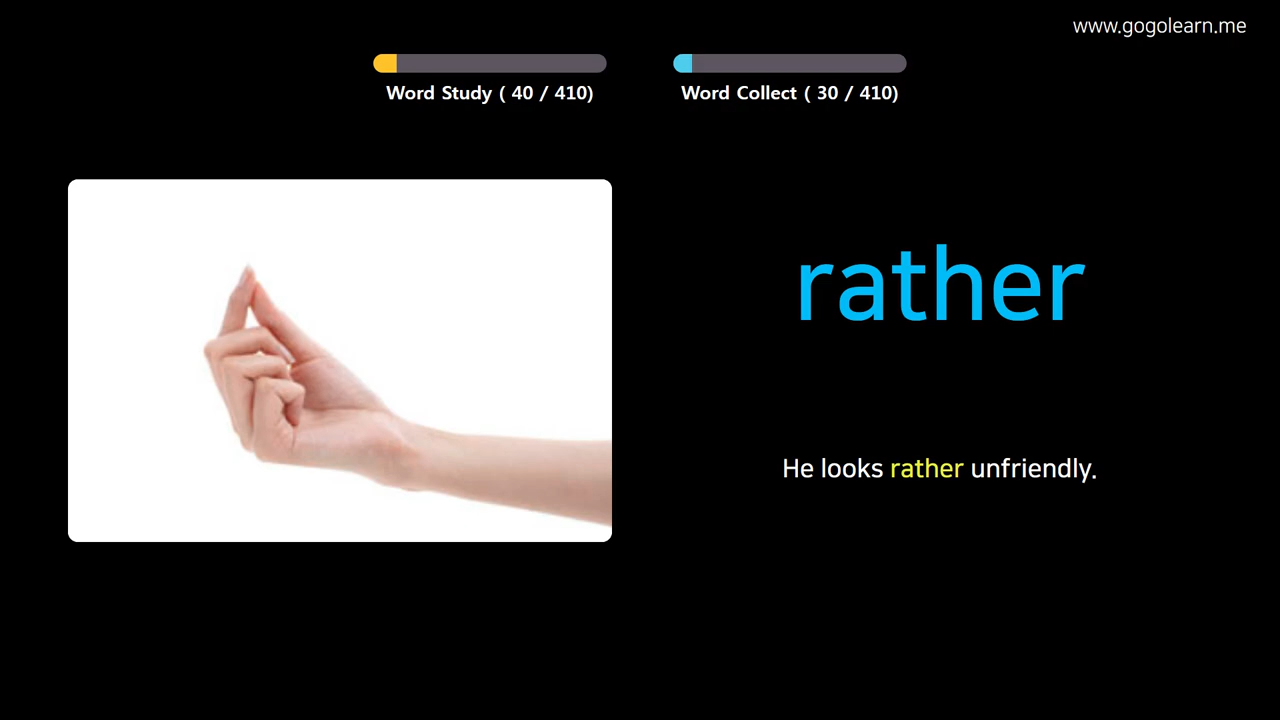 www.gogolearn.me
Word Study ( 40 / 410)
Word Collect ( 30 / 410)
rather
He looks rather unfriendly.